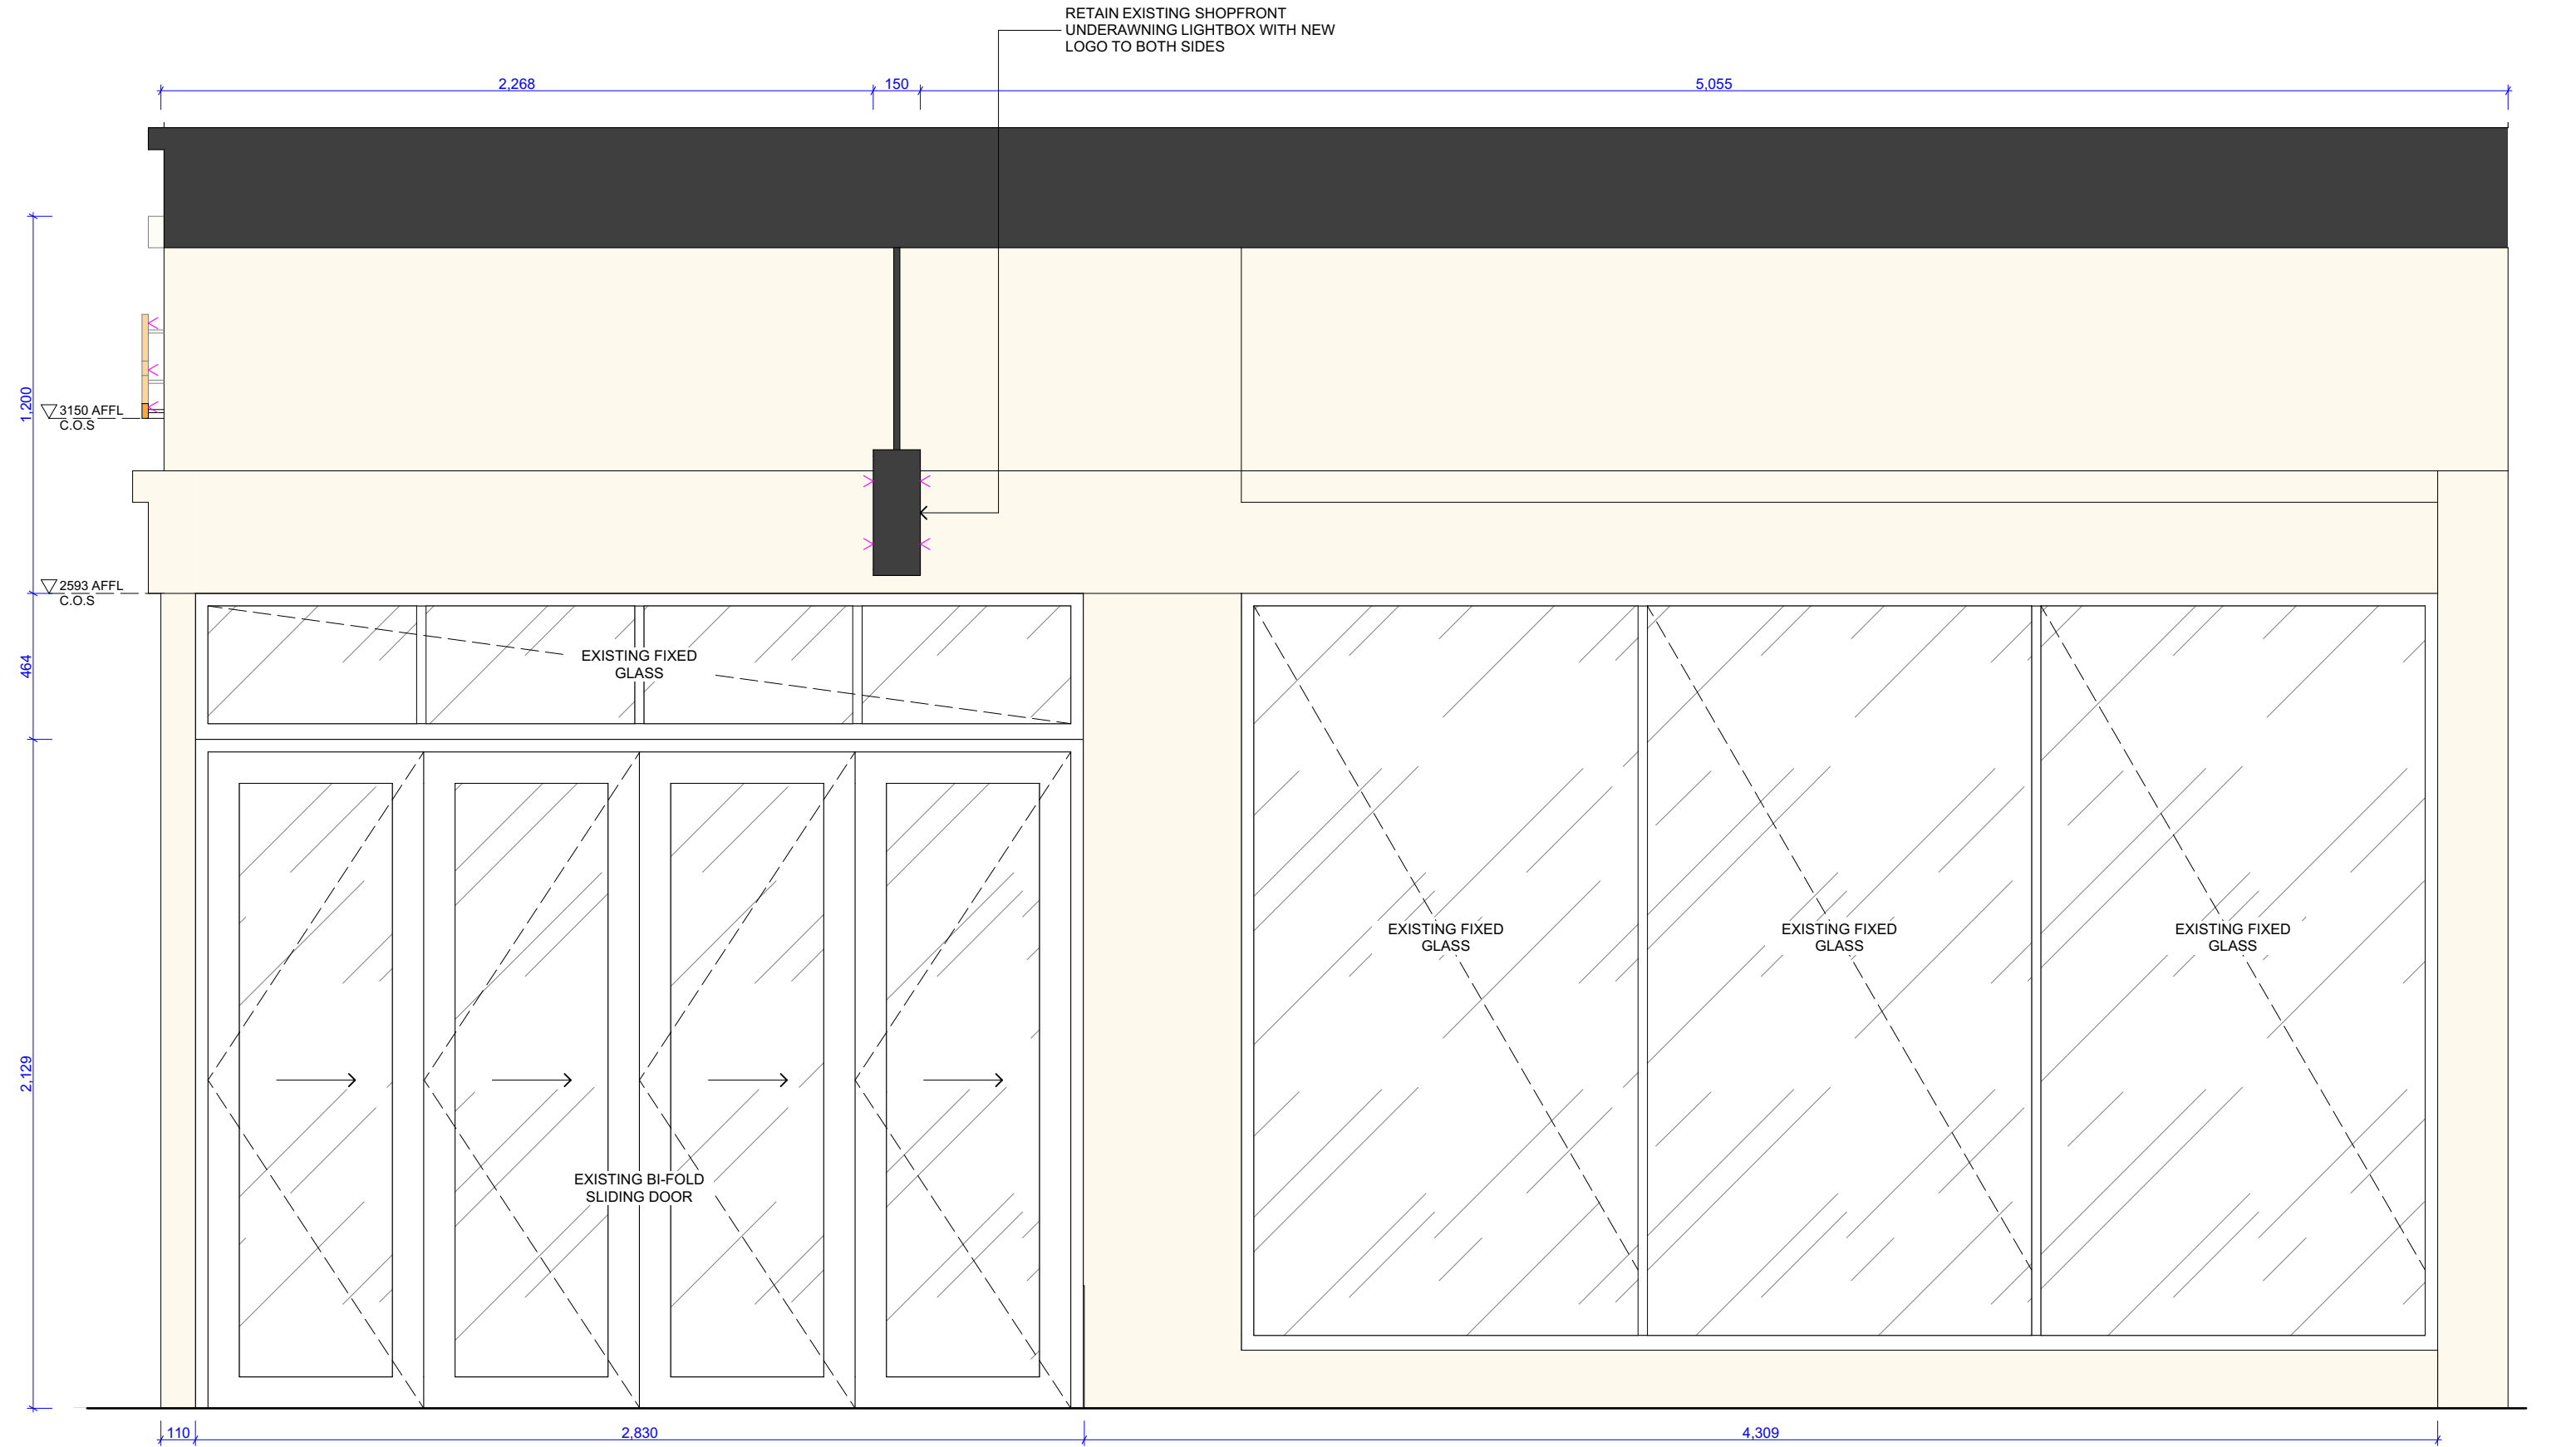 RETAIN EXISTING SHOPFRONT
UNDERAWNING LIGHTBOX WITH NEW
LOGO TO BOTH SIDES
2,268
150
5,055
1,200
3150 AFFL
C.O.S
2593 AFFL
C.O.S
464
EXISTING FIXED
GLASS
EXISTING FIXED
GLASS
EXISTING FIXED
GLASS
EXISTING FIXED
GLASS
2,129
EXISTING BI-FOLD
SLIDING DOOR
110
2,830
4,309